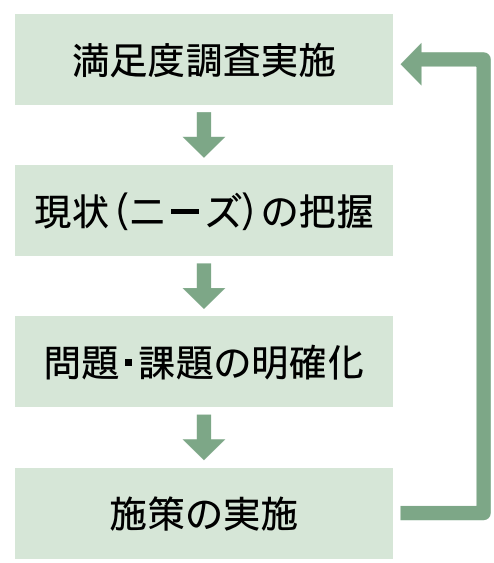 満足度調査実施
現状(ニーズ)の把握
問題・課題の明確化
施策の実施